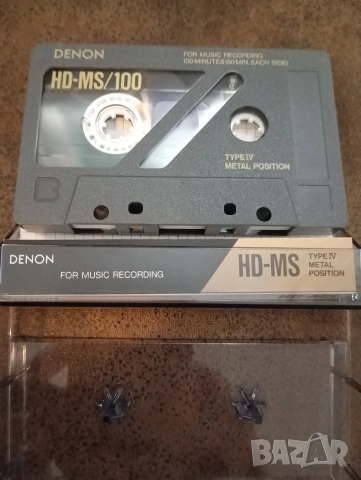 DENON
FOR MUSIC RECORDING
100 MINUTES (50 MIN. EACH SIDE)
HD-MS/100
TYPE IV
METAL POSITION
B
DENON
FOR MUSIC RECORDING
HD-MS
TYPE IV
METAL
POSITION
BAZAR